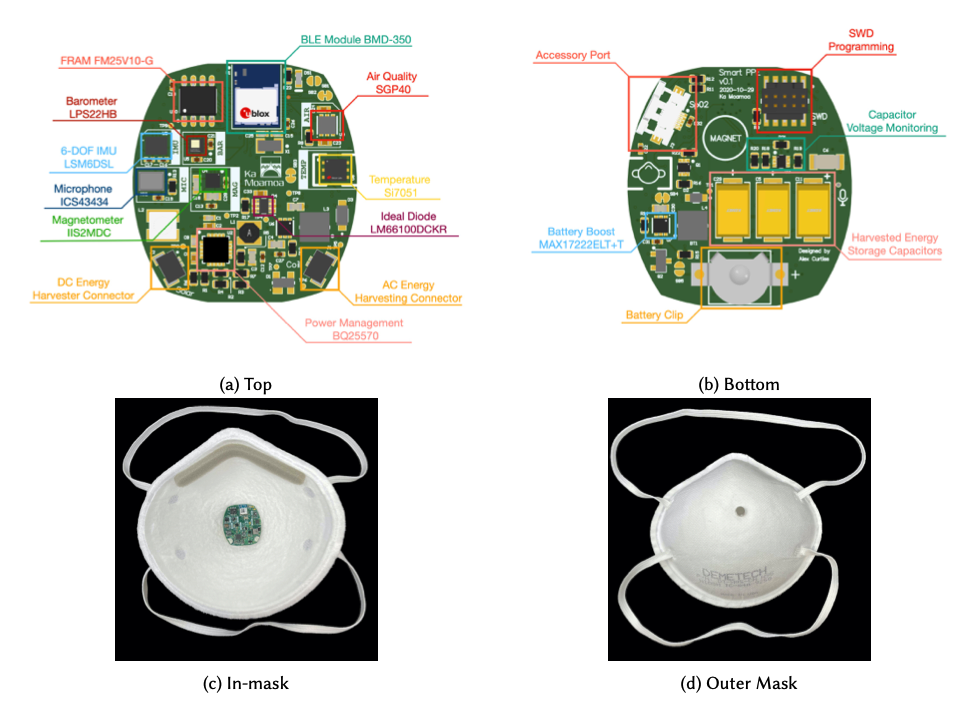 BLE Module BMD-350
FRAM FM25V10-G
Air Quality
SGP40
Barometer
LPS22HB
6-DOF IMU
LSM6DSL
Microphone
ICS43434
Magnetometer
IIS2MDC
Temperature
Si7051
Ideal Diode
LM66100DCKR
DC Energy
Harvester Connector
AC Energy
Harvesting Connector
Power Management
BQ25570
ublox
AIR
IMU
BAR
TEMP
MIC
MAG
Ka
Moamoa
(a) Top
SWD
Programming
Accessory Port
Smart PP
v0.1
2020-10-29
Ka Moamoa
SWD
MAGNET
Capacitor
Voltage Monitoring
Battery Boost
MAX17222ELT+T
Harvested Energy
Storage Capacitors
Designed by
Alex Curtiss
Battery Clip
(b) Bottom
(c) In-mask
DEMETECH
(d) Outer Mask